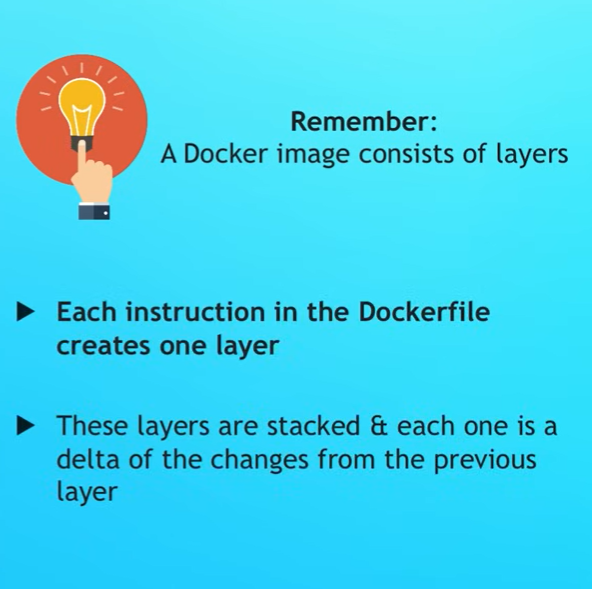 Remember:
A Docker image consists of layers
Each instruction in the Dockerfile
creates one layer
These layers are stacked & each one is a
delta of the changes from the previous
layer